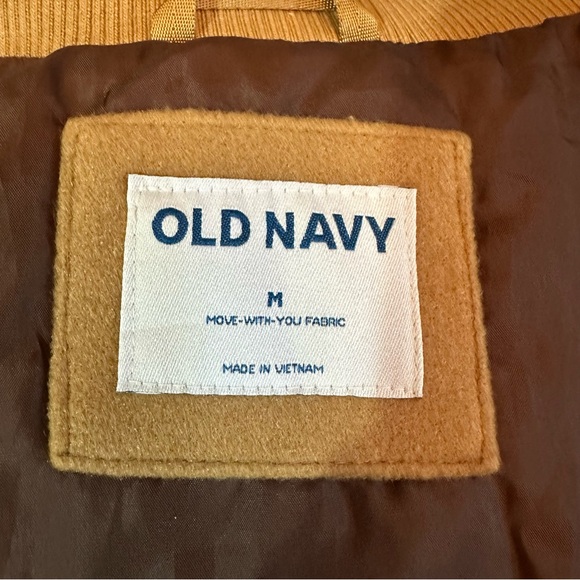 OLD NAVY
M
MOVE-WITH-YOU FABRIC
MADE IN VIETNAM